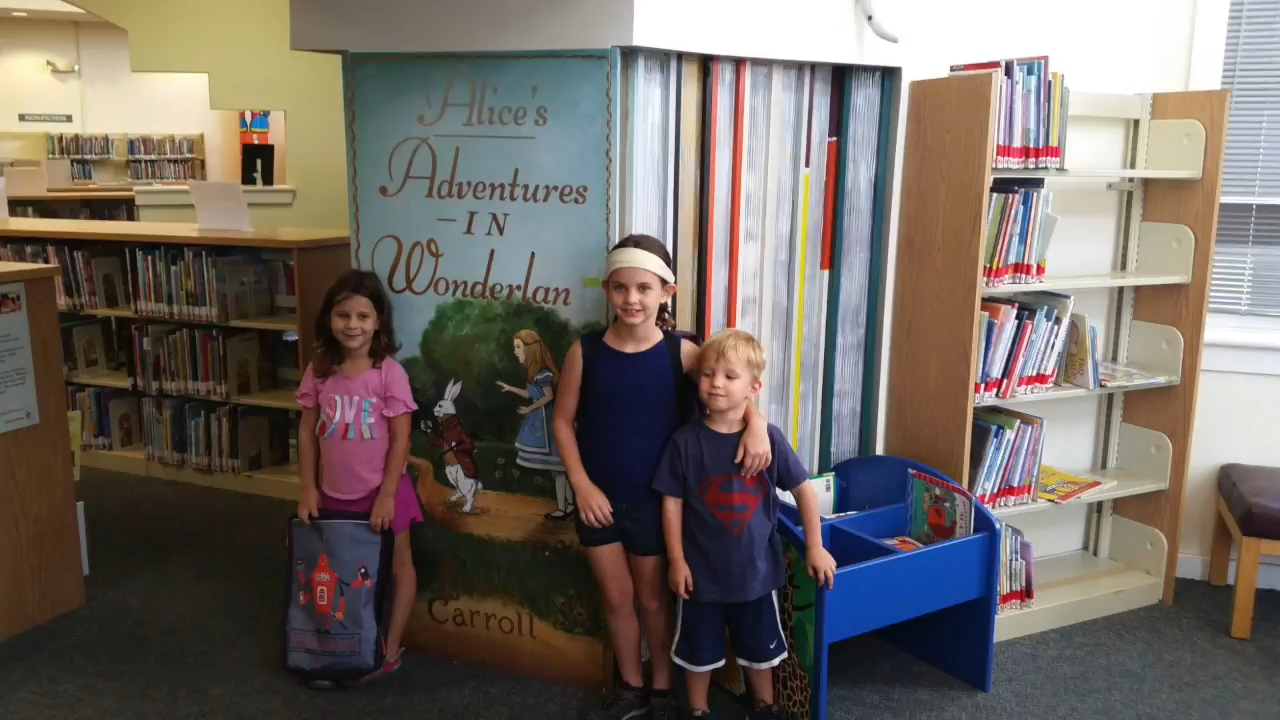 NON-FICTION
Alice's
Adventures
-IN
Wonderlan
Carroll
LOVE